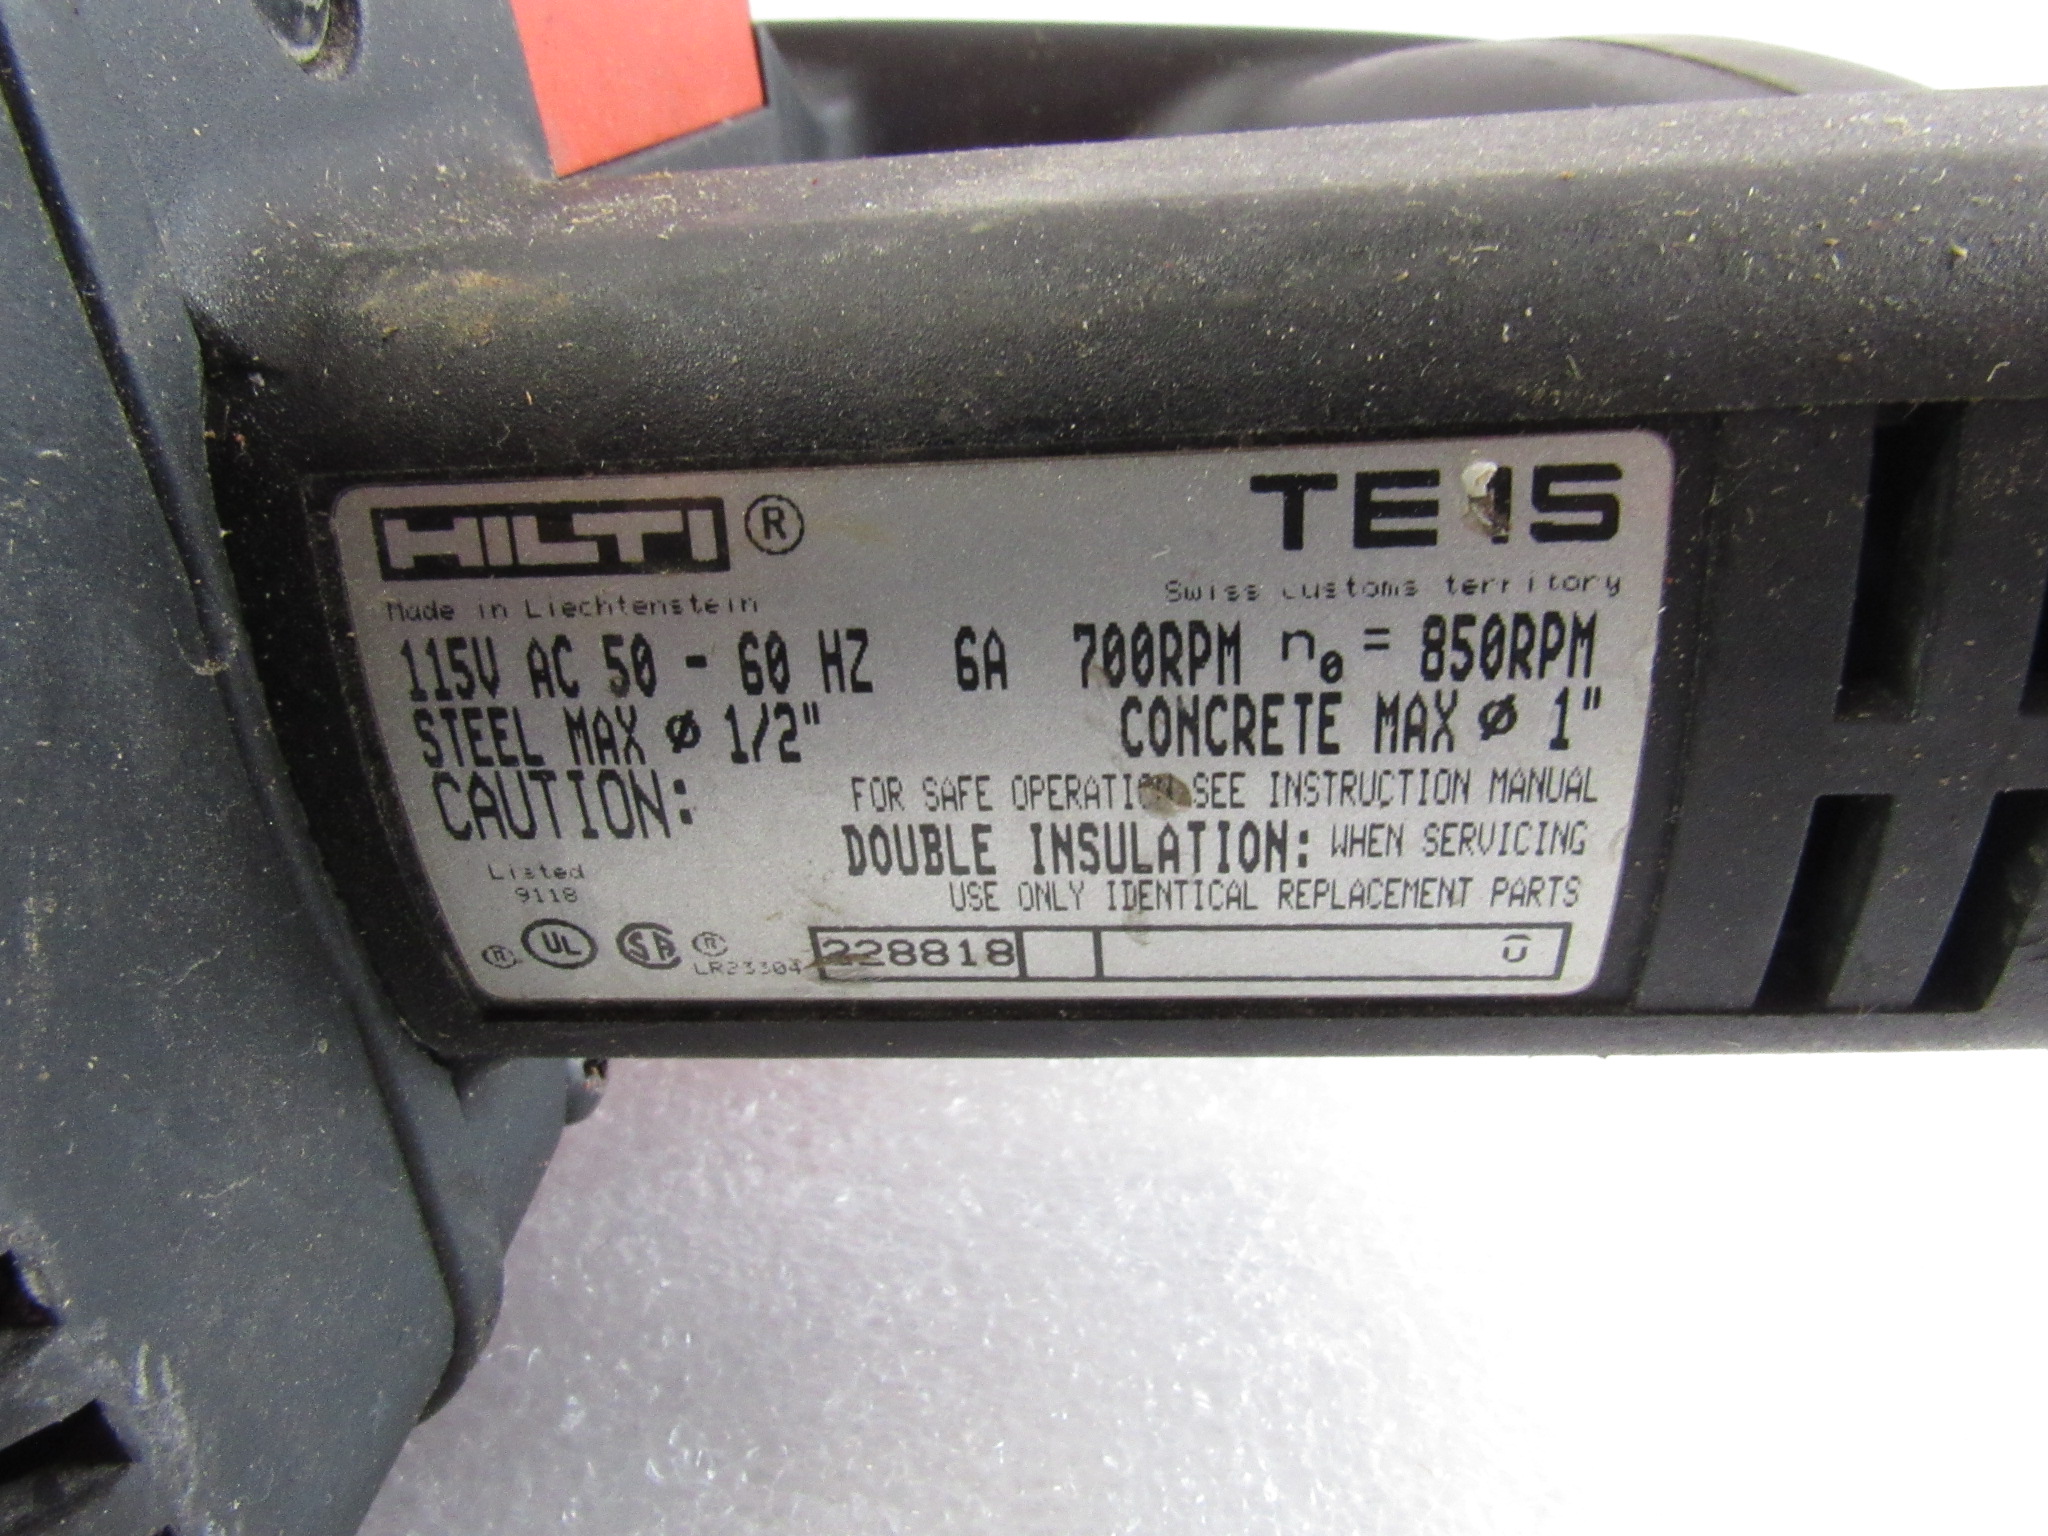 HILTI ® TE 15
Made in Liechtenstein Swiss customs territory
115V AC 50 - 60 HZ 6A 700RPM n₀ = 850RPM
STEEL MAX ø 1/2" CONCRETE MAX ø 1"
CAUTION: FOR SAFE OPERATION SEE INSTRUCTION MANUAL
DOUBLE INSULATION: WHEN SERVICING
USE ONLY IDENTICAL REPLACEMENT PARTS
Listed
9118
® UL SA ® LR23304 228818 U